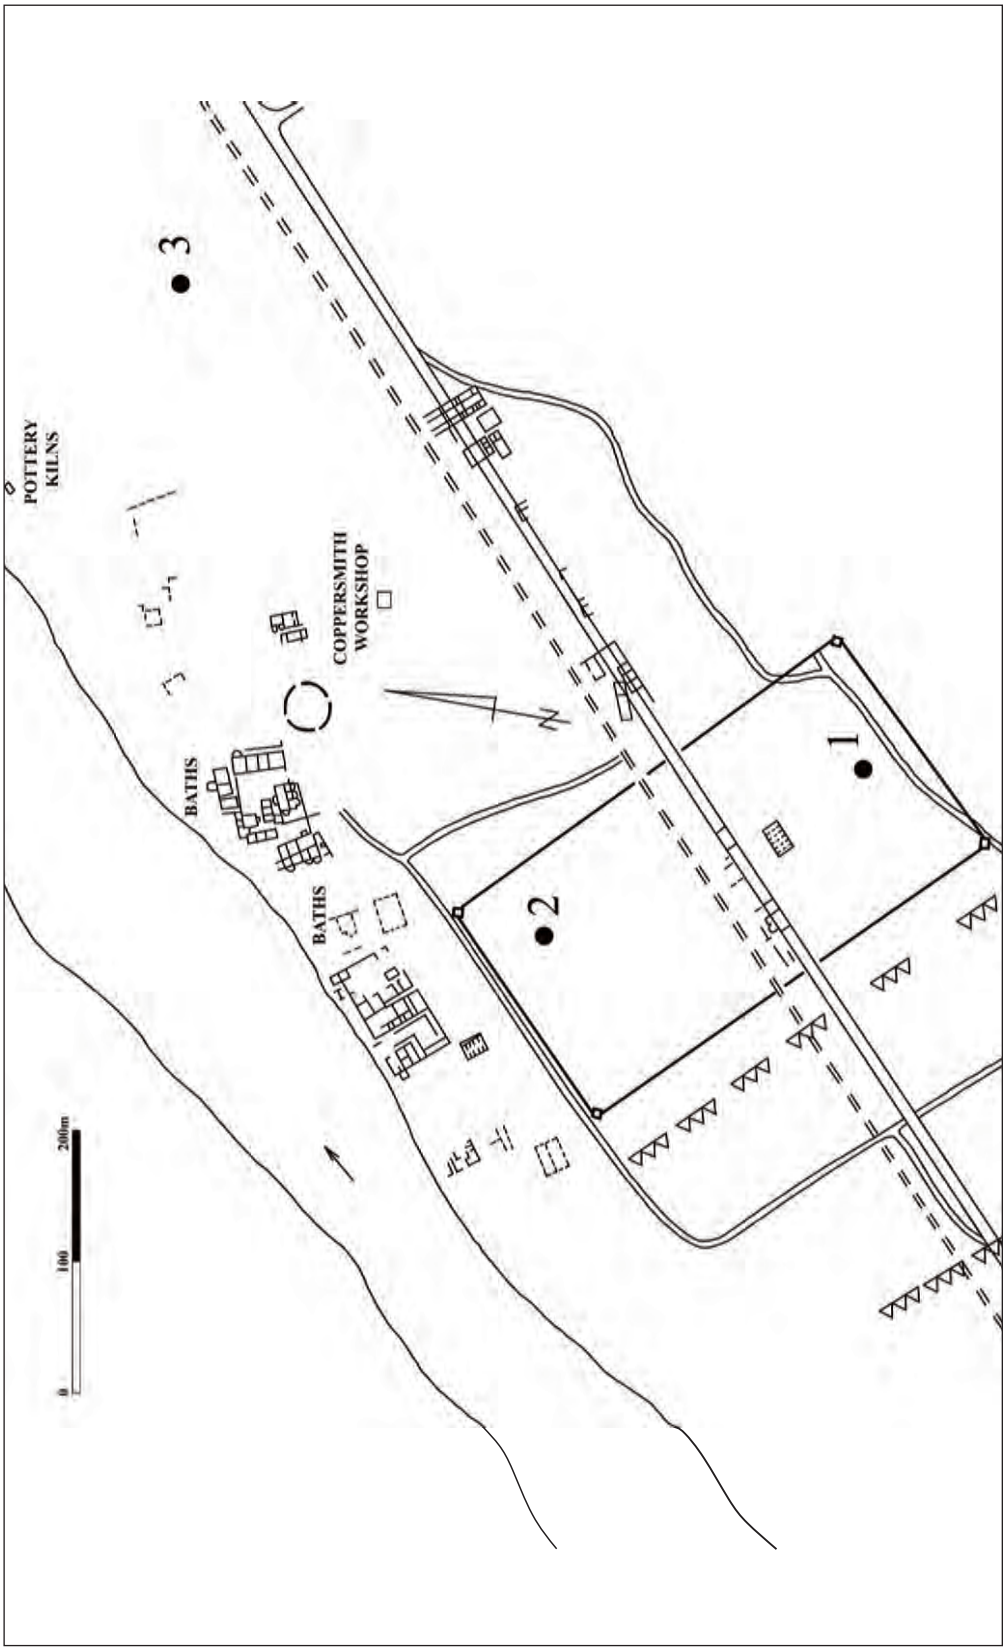 3
POTTERY
KILNS
COPPERSMITH
WORKSHOP
BATHS
N
1
BATHS
2
0 100 200m